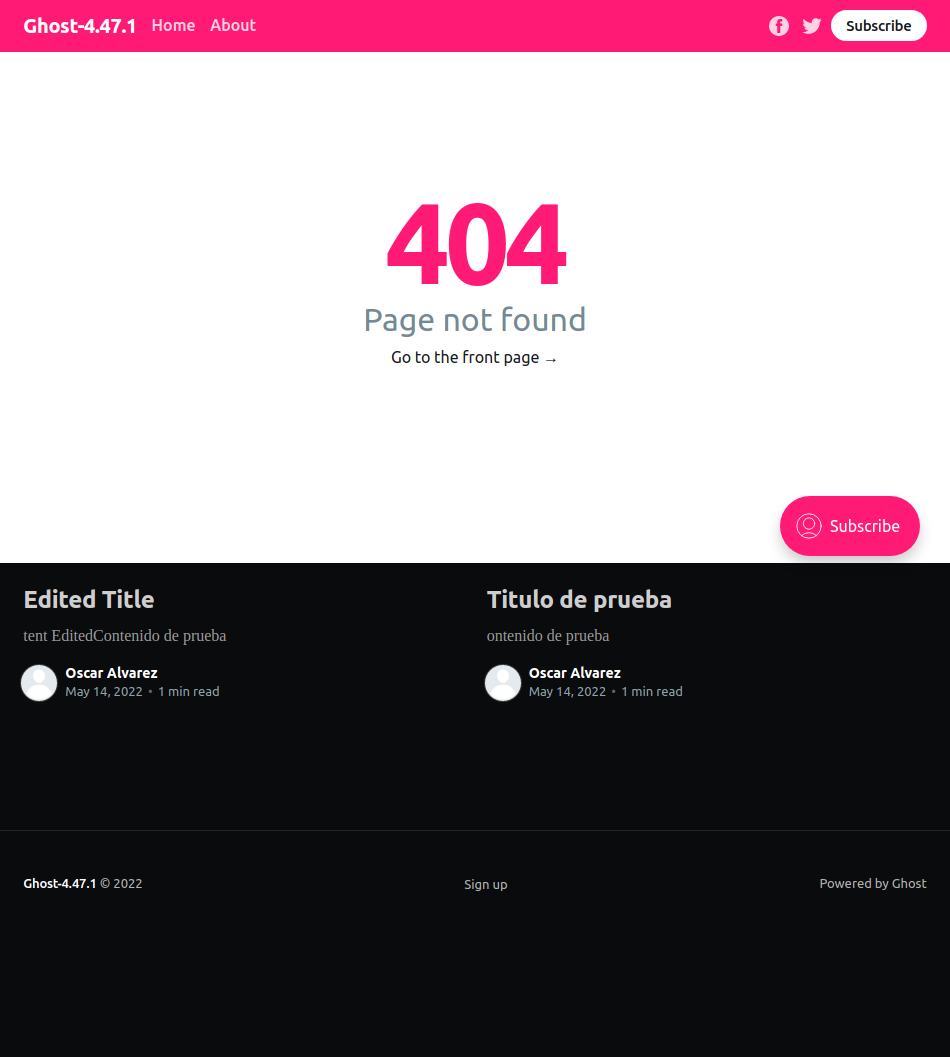 Ghost-4.47.1 Home About Subscribe
404
Page not found
Go to the front page →
Subscribe
Edited Title
tent EditedContenido de prueba
Oscar Alvarez
May 14, 2022 • 1 min read
Titulo de prueba
ontenido de prueba
Oscar Alvarez
May 14, 2022 • 1 min read
Ghost-4.47.1 © 2022
Sign up
Powered by Ghost